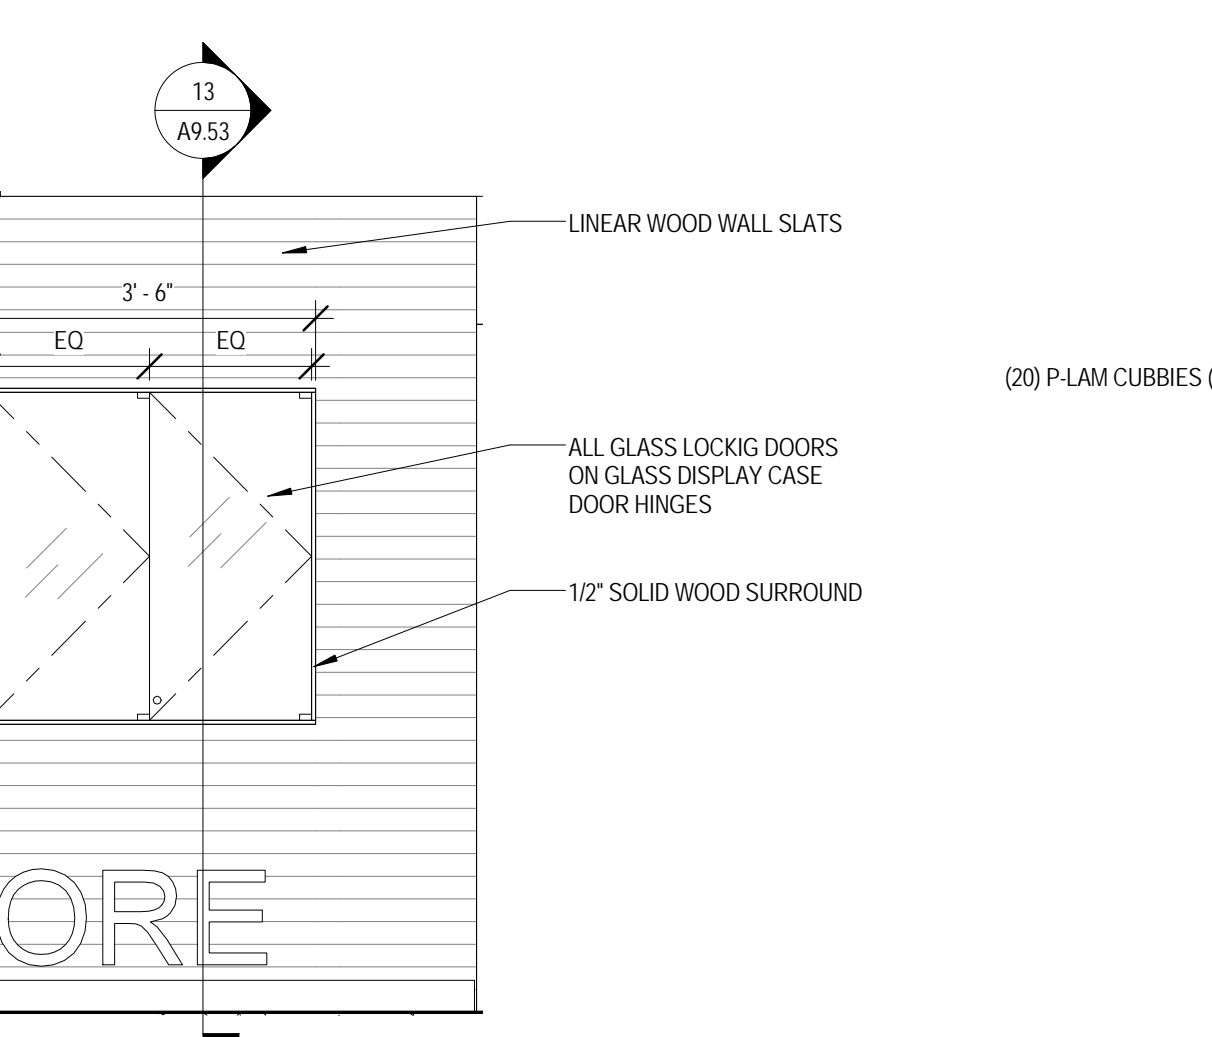 13
A9.53
LINEAR WOOD WALL SLATS
3' - 6"
EQ
EQ
(20) P-LAM CUBBIES (
ALL GLASS LOCKIG DOORS
ON GLASS DISPLAY CASE
DOOR HINGES
1/2" SOLID WOOD SURROUND
ORE